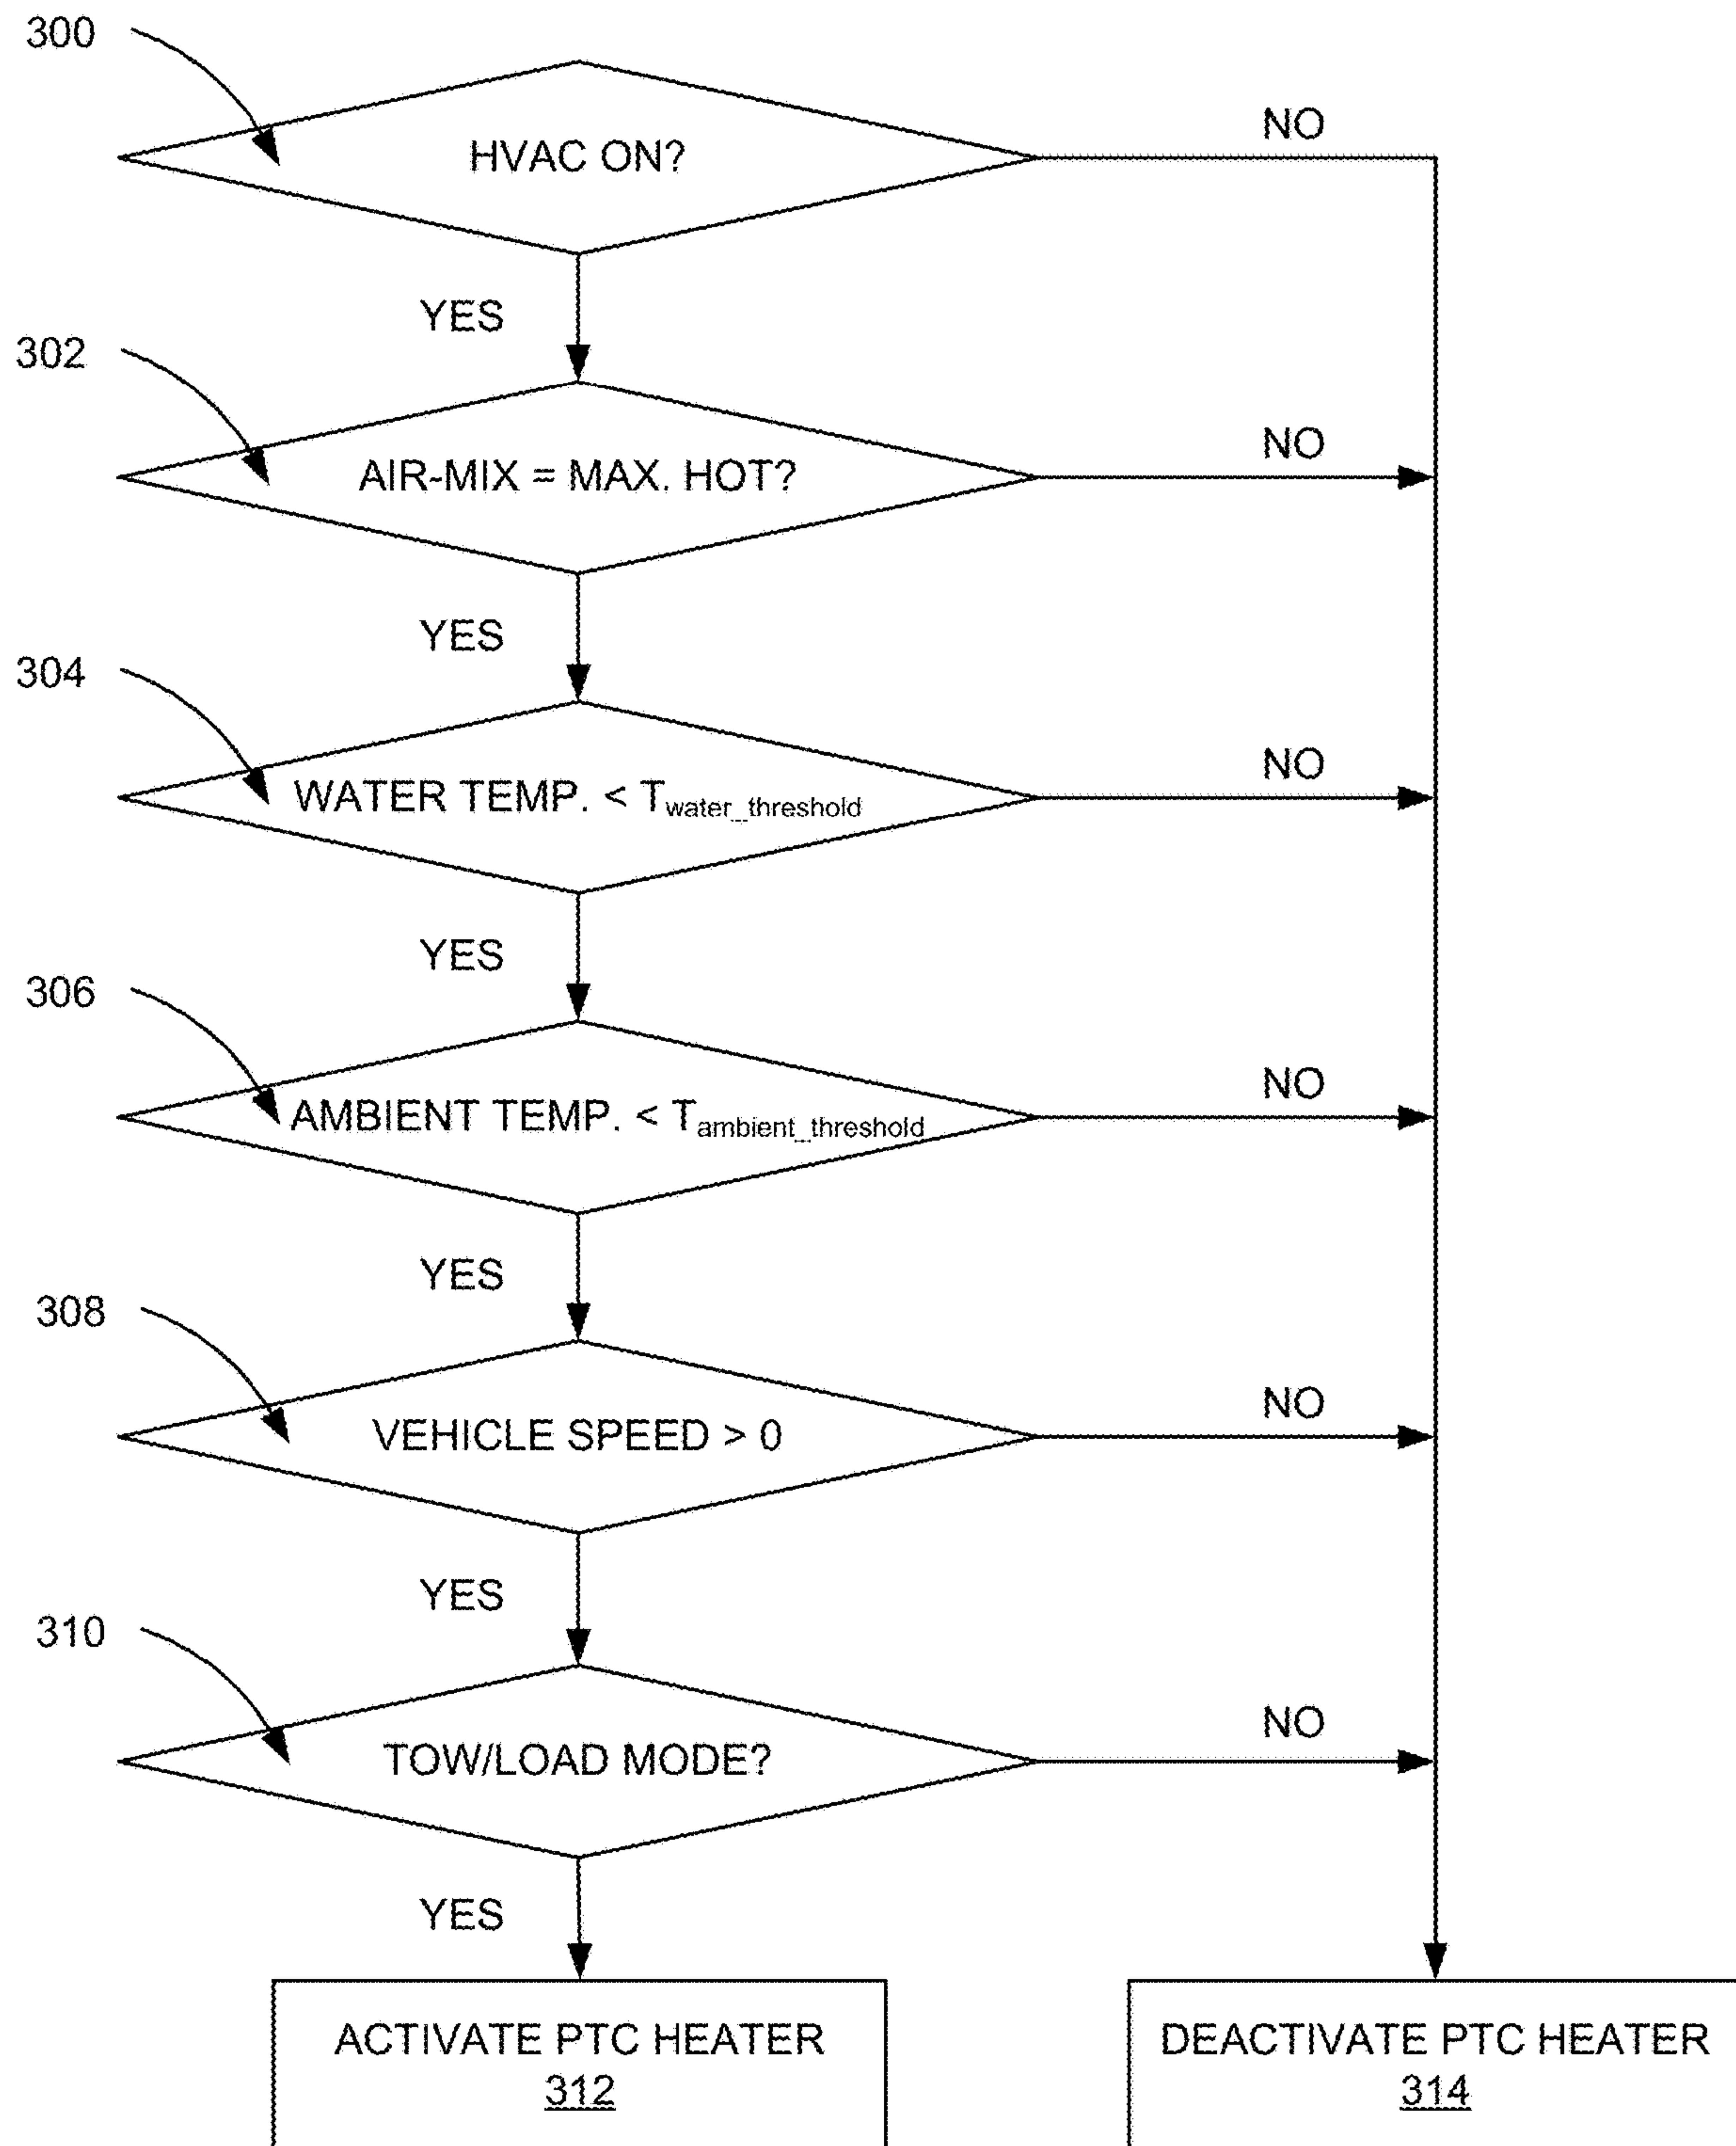 300
HVAC ON?
NO
YES
302
AIR-MIX = MAX. HOT?
NO
YES
304
WATER TEMP. < Twater_threshold
NO
YES
306
AMBIENT TEMP. < Tambient_threshold
NO
YES
308
VEHICLE SPEED > 0
NO
YES
310
TOW/LOAD MODE?
NO
YES
ACTIVATE PTC HEATER
312
DEACTIVATE PTC HEATER
314